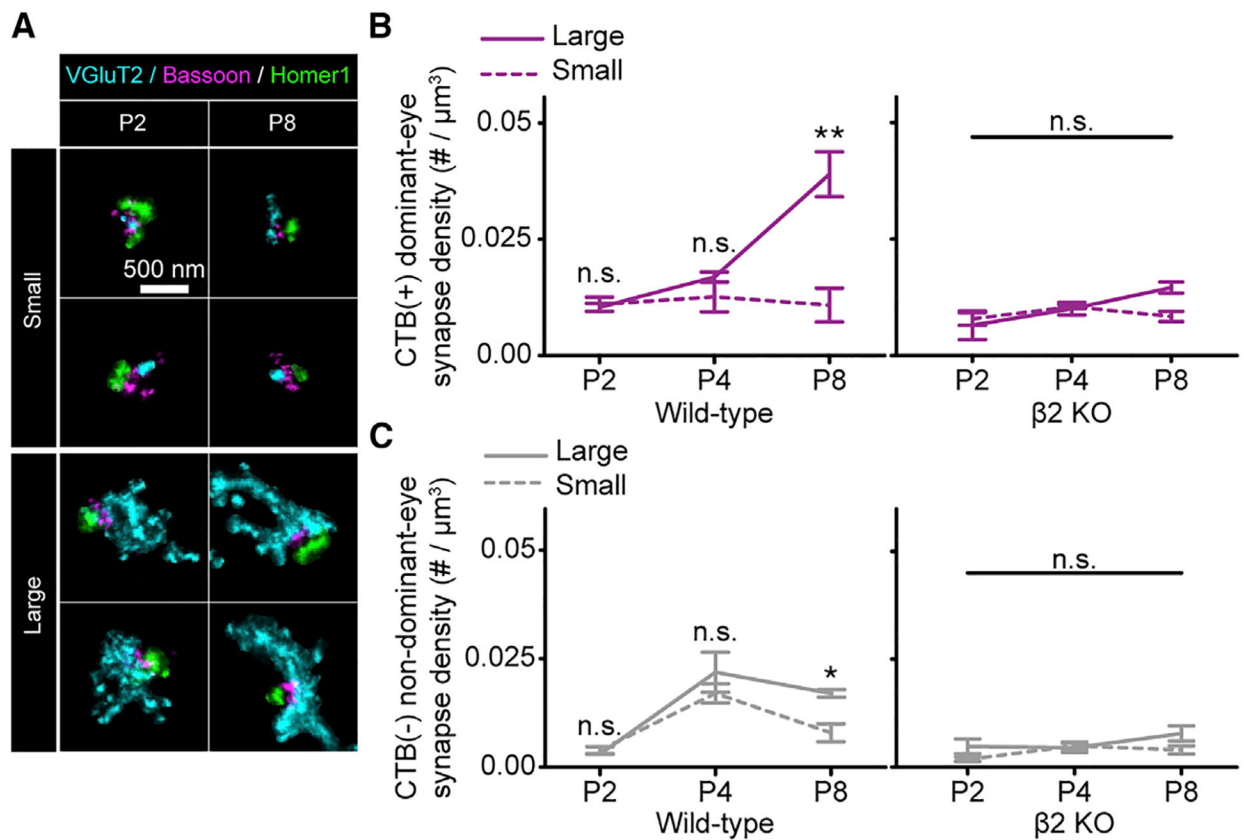 A
VGluT2 / Bassoon / Homer1
P2 P8
Small
500 nm
Large
B
Large
Small
CTB(+) dominant-eye
synapse density (# / µm³)
0.05
0.025
0.00
n.s.
n.s.
**
P2 P4 P8
Wild-type
n.s.
P2 P4 P8
β2 KO
C
Large
Small
CTB(-) non-dominant-eye
synapse density (# / µm³)
0.05
0.025
0.00
n.s.
n.s.
*
P2 P4 P8
Wild-type
n.s.
P2 P4 P8
β2 KO